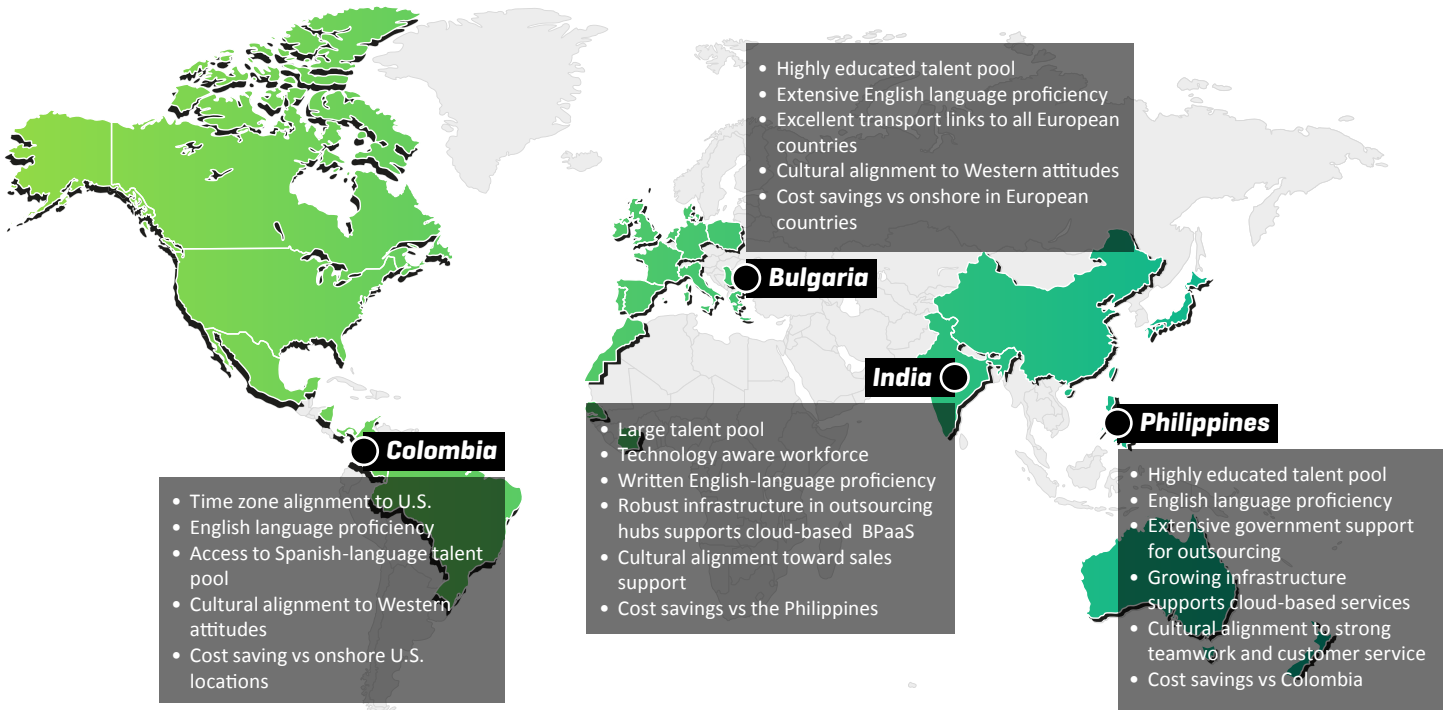 • Highly educated talent pool
• Extensive English language proficiency
• Excellent transport links to all European
countries
• Cultural alignment to Western attitudes
• Cost savings vs onshore in European
countries
Bulgaria
India
• Large talent pool
• Technology aware workforce
• Written English-language proficiency
• Robust infrastructure in outsourcing
hubs supports cloud-based BPaaS
• Cultural alignment toward sales
support
• Cost savings vs the Philippines
Philippines
• Highly educated talent pool
• English language proficiency
• Extensive government support
for outsourcing
• Growing infrastructure
supports cloud-based services
• Cultural alignment to strong
teamwork and customer service
• Cost savings vs Colombia
Colombia
• Time zone alignment to U.S.
• English language proficiency
• Access to Spanish-language talent
pool
• Cultural alignment to Western
attitudes
• Cost saving vs onshore U.S.
locations